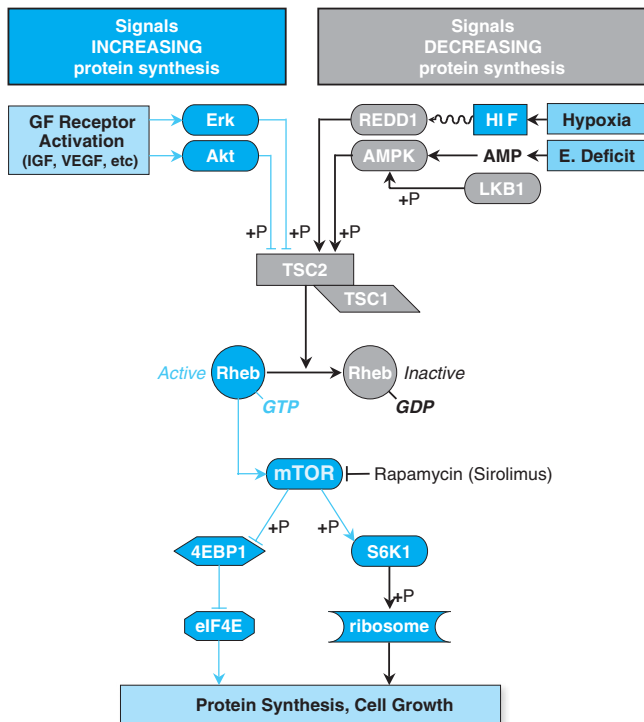 Signals
INCREASING
protein synthesis
Signals
DECREASING
protein synthesis
GF Receptor
Activation
(IGF, VEGF, etc)
Erk
Akt
REDD1
HIF
Hypoxia
AMPK
AMP
E. Deficit
LKB1
+P
+P
+P
+P
TSC2
TSC1
Active
Rheb
GTP
Rheb
Inactive
GDP
mTOR
Rapamycin (Sirolimus)
+P
+P
4EBP1
S6K1
+P
eIF4E
ribosome
Protein Synthesis, Cell Growth